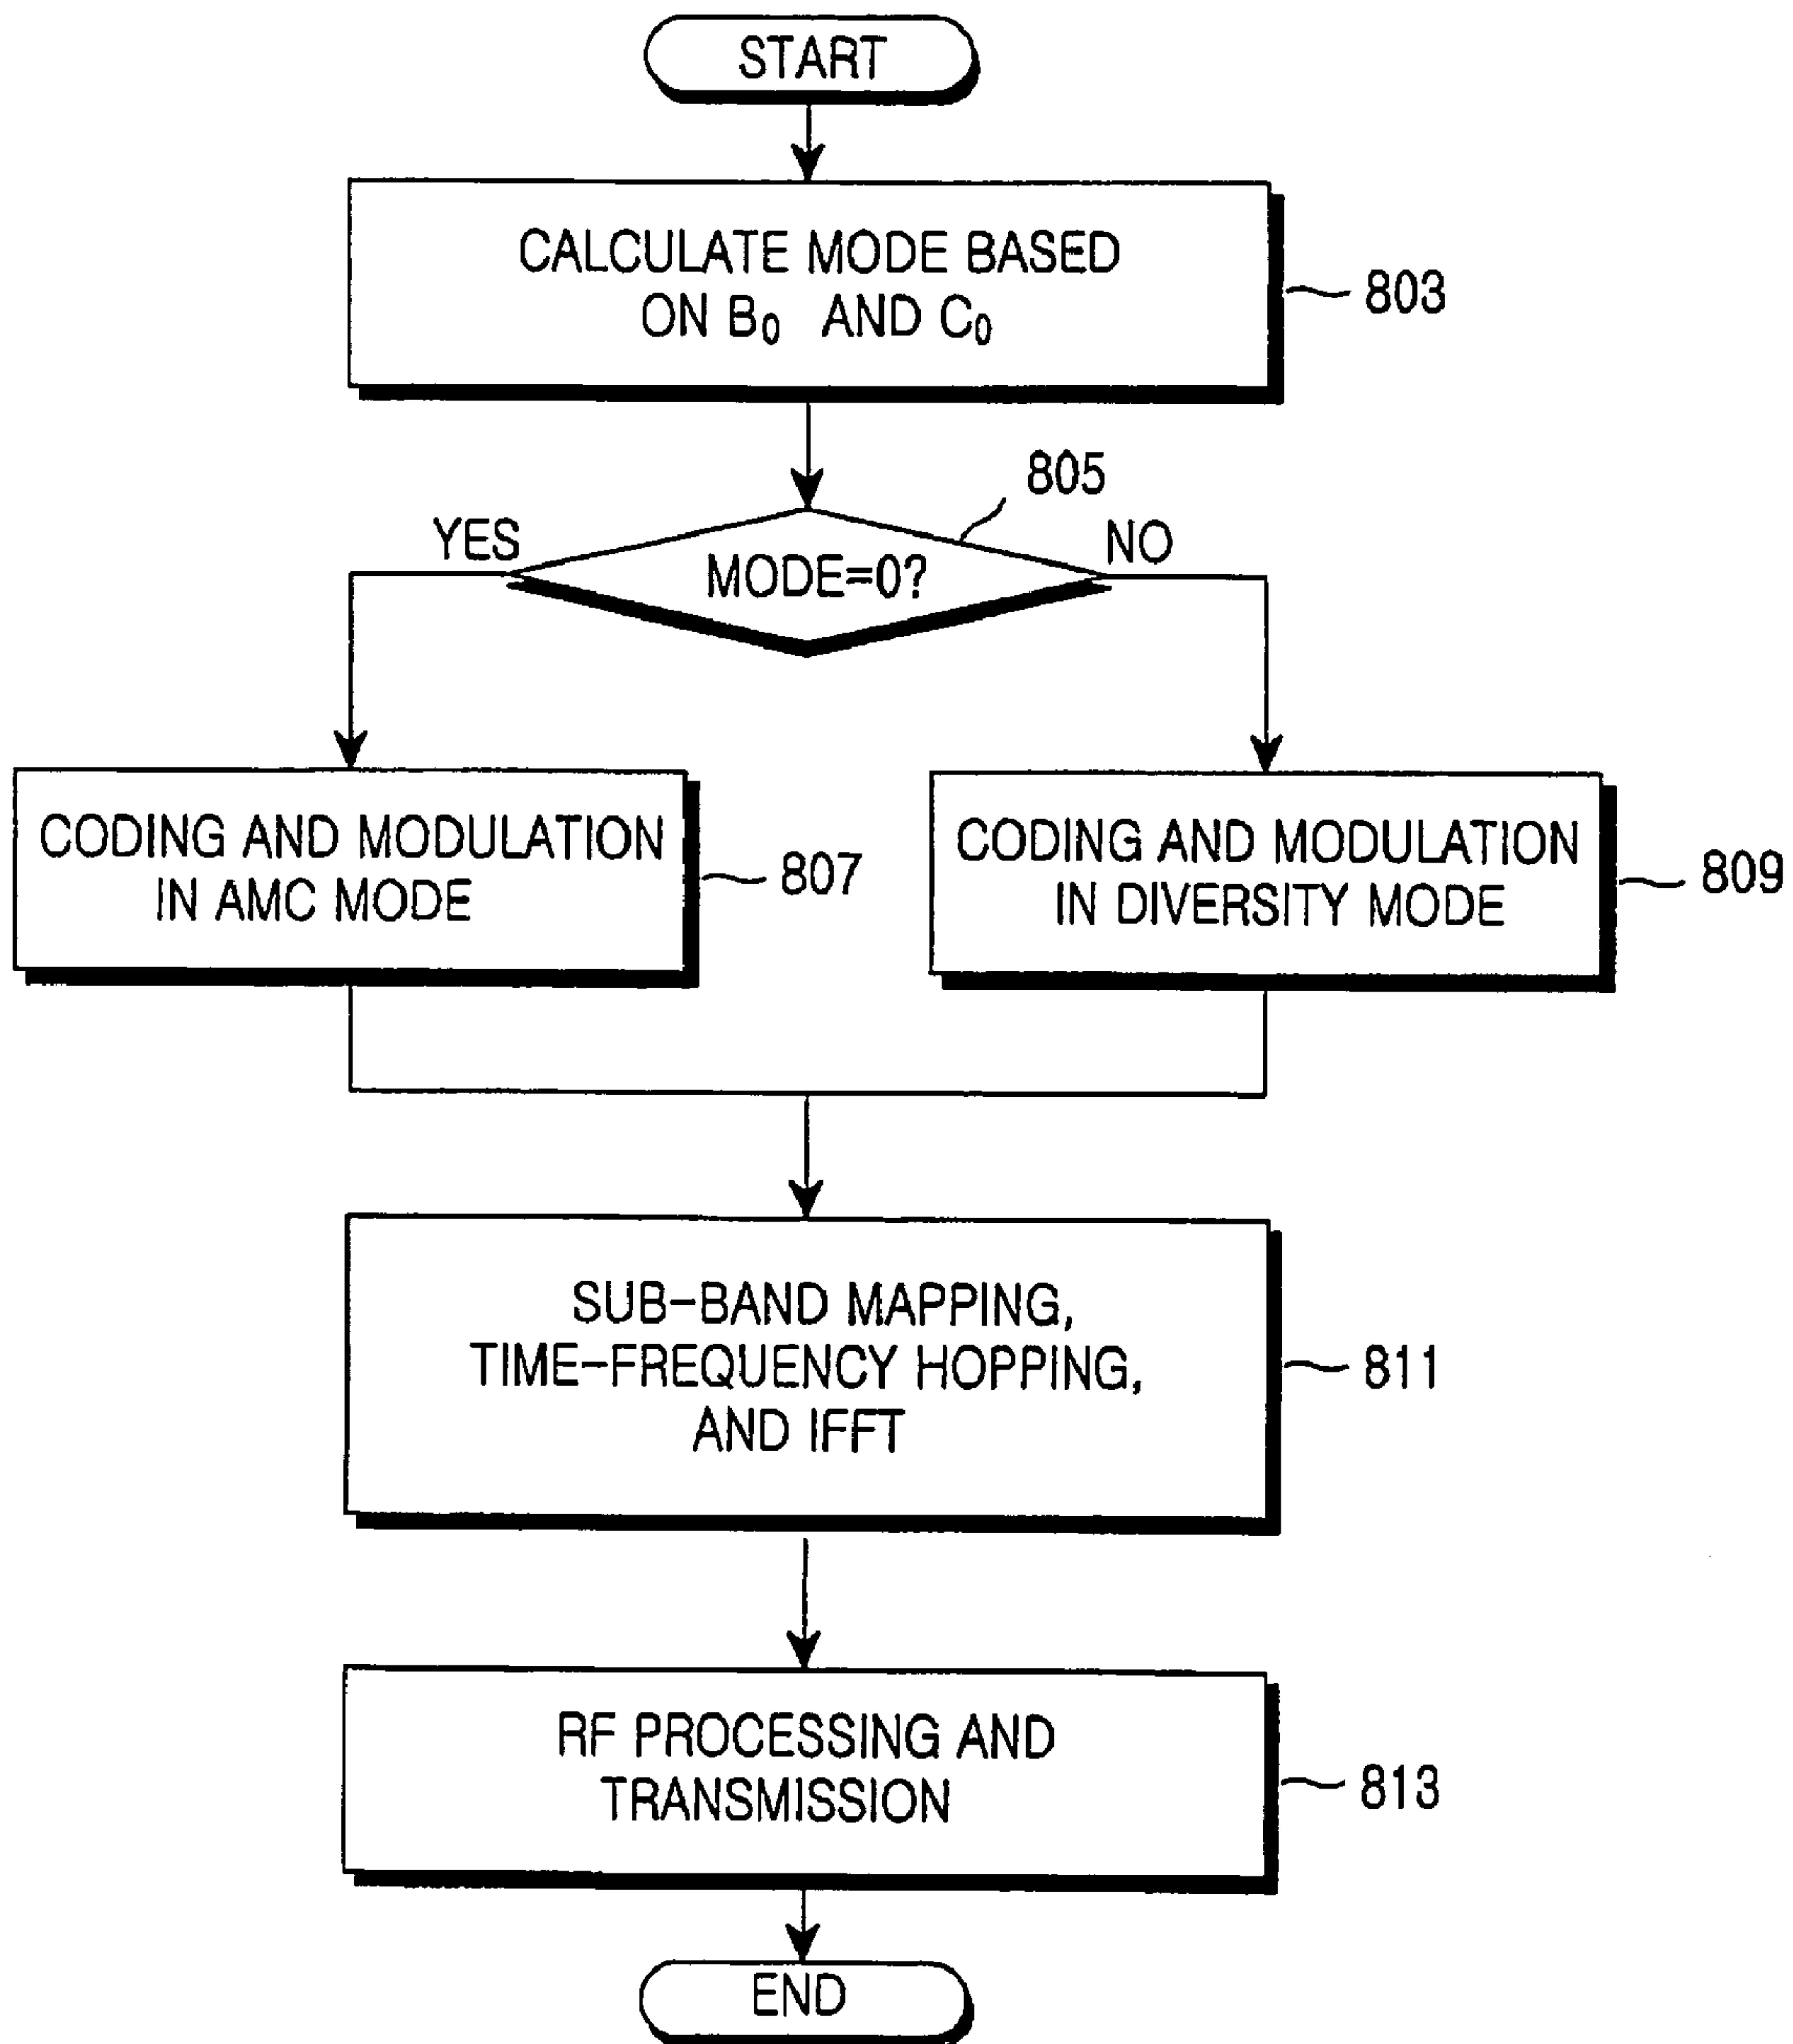 START
CALCULATE MODE BASED
ON B₀ AND C₀
803
805
YES
NO
MODE=0?
CODING AND MODULATION
IN AMC MODE
807
CODING AND MODULATION
IN DIVERSITY MODE
809
SUB-BAND MAPPING,
TIME-FREQUENCY HOPPING,
AND IFFT
811
RF PROCESSING AND
TRANSMISSION
813
END